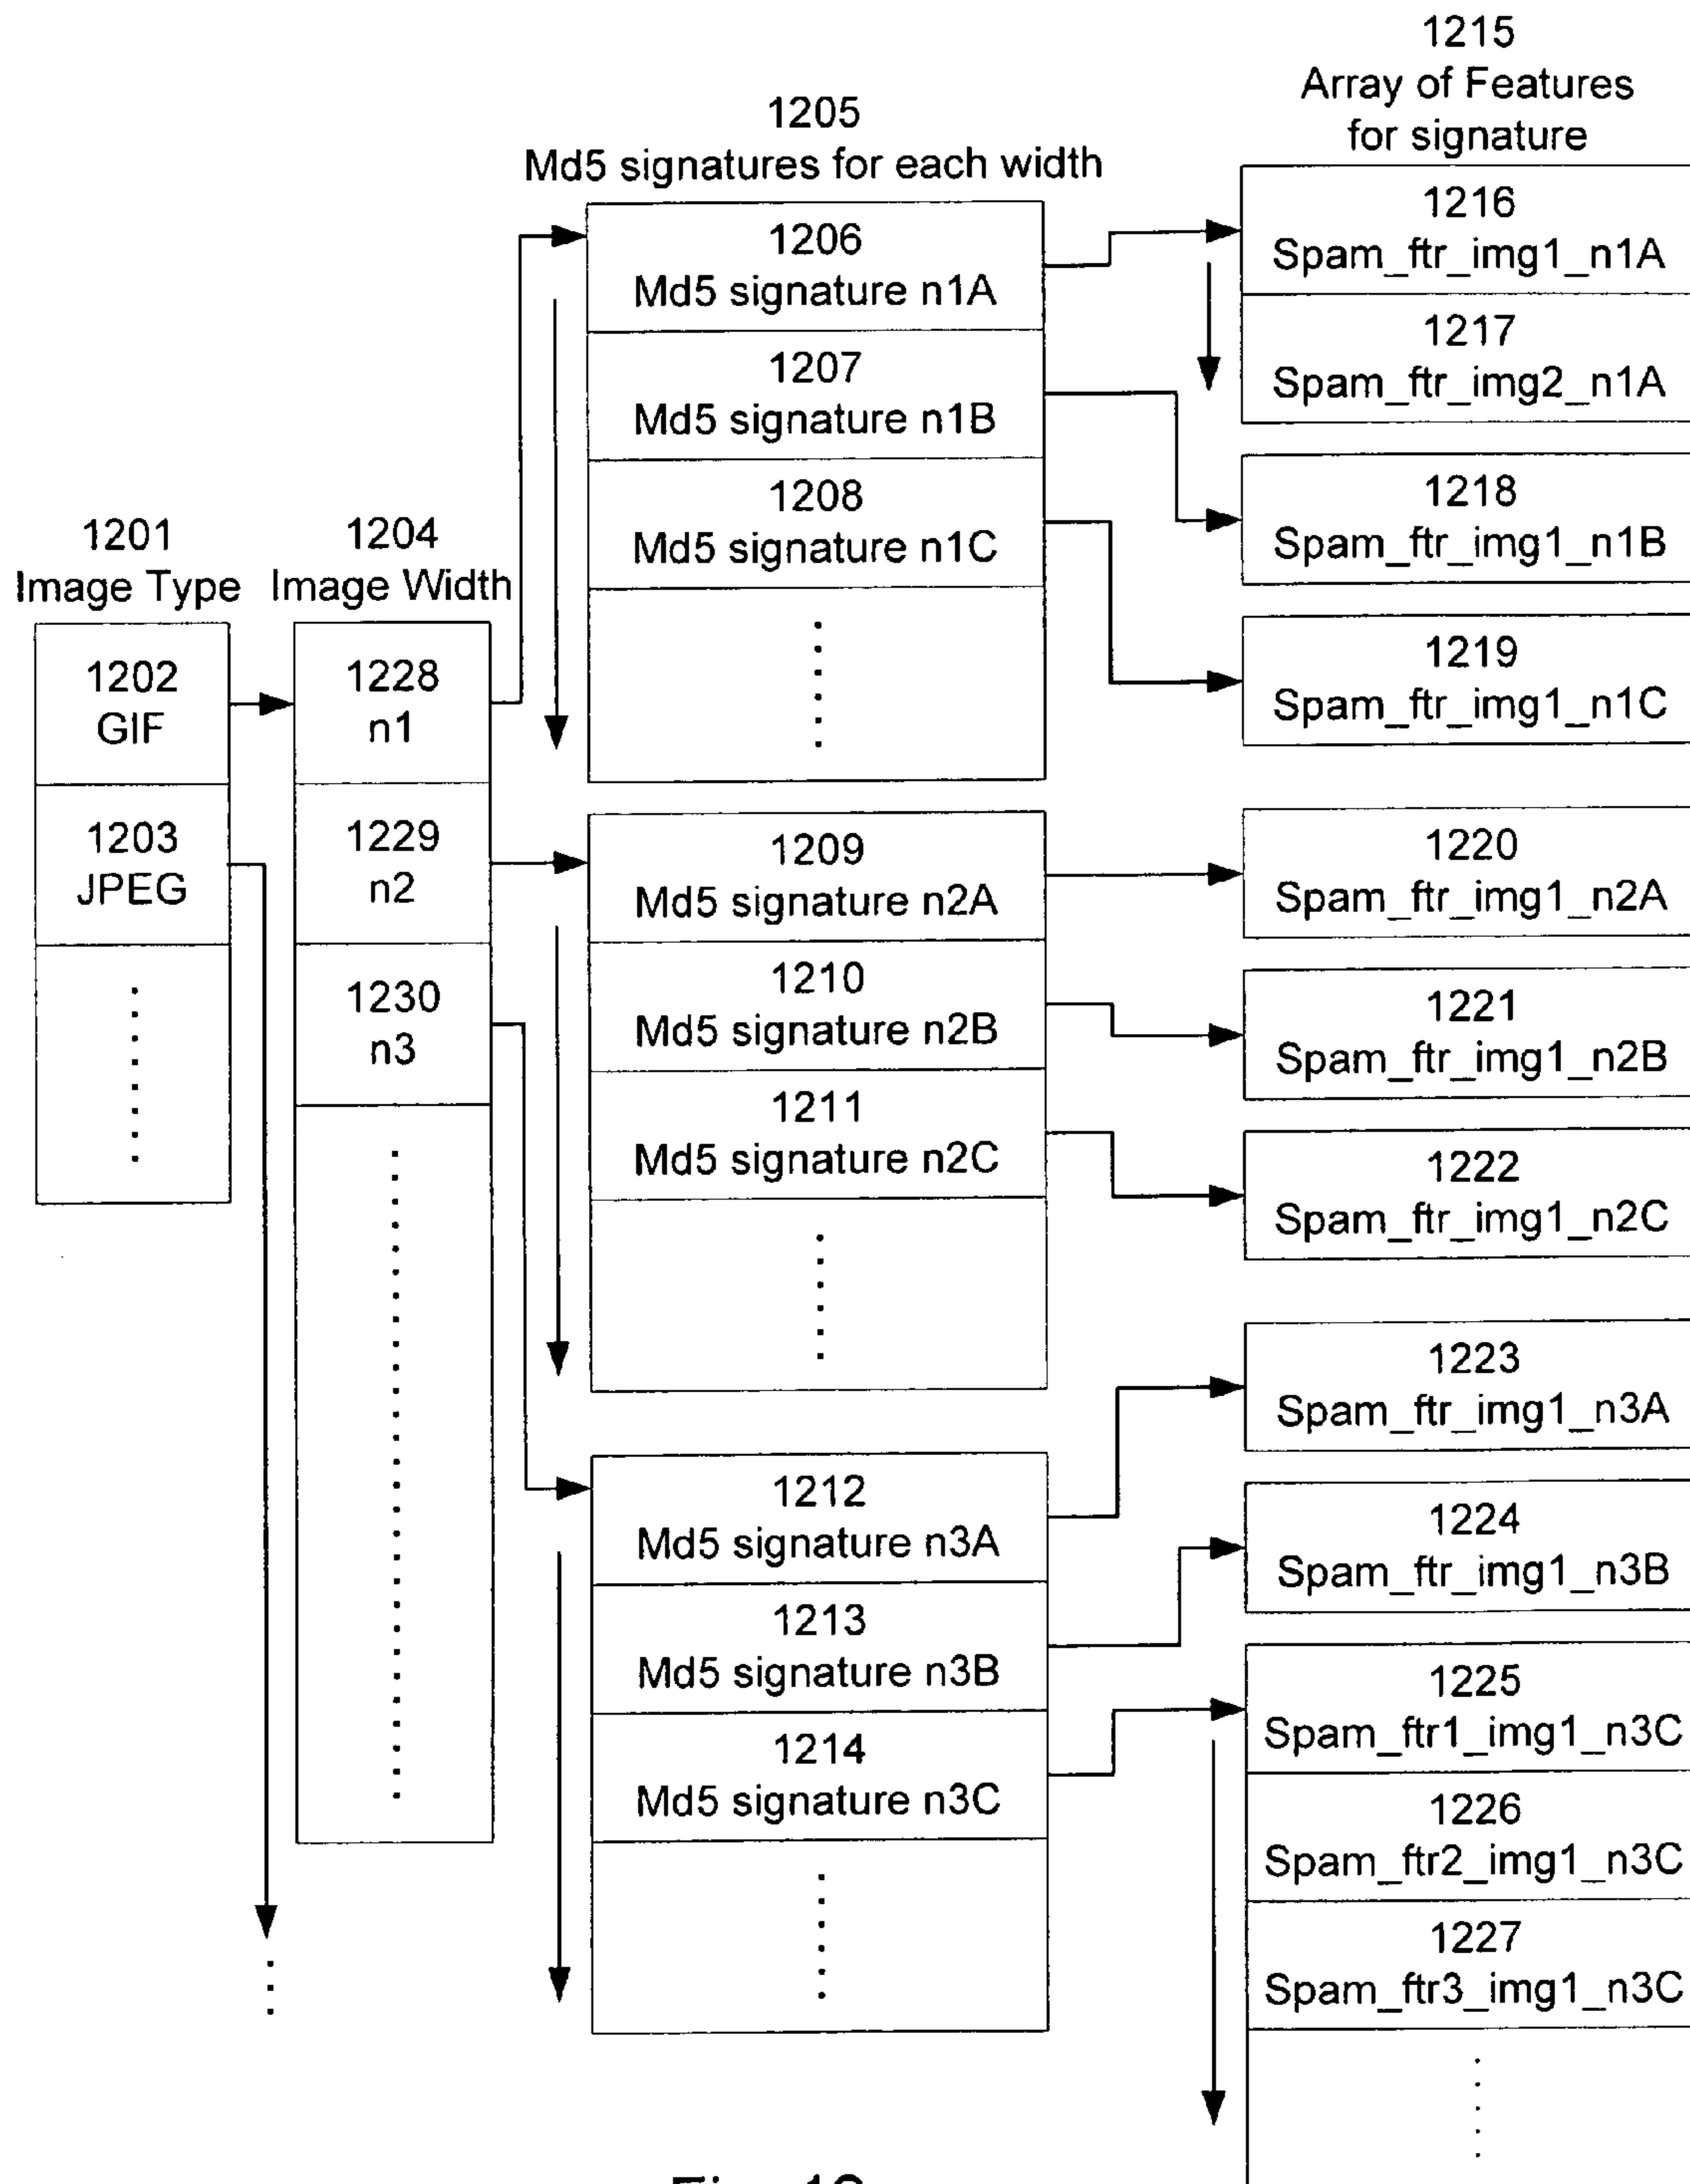 1201
Image Type
1202
GIF
1203
JPEG
1204
Image Width
1228
n1
1229
n2
1230
n3
1205
Md5 signatures for each width
1206
Md5 signature n1A
1207
Md5 signature n1B
1208
Md5 signature n1C
1209
Md5 signature n2A
1210
Md5 signature n2B
1211
Md5 signature n2C
1212
Md5 signature n3A
1213
Md5 signature n3B
1214
Md5 signature n3C
1215
Array of Features
for signature
1216
Spam_ftr_img1_n1A
1217
Spam_ftr_img2_n1A
1218
Spam_ftr_img1_n1B
1219
Spam_ftr_img1_n1C
1220
Spam_ftr_img1_n2A
1221
Spam_ftr_img1_n2B
1222
Spam_ftr_img1_n2C
1223
Spam_ftr_img1_n3A
1224
Spam_ftr_img1_n3B
1225
Spam_ftr1_img1_n3C
1226
Spam_ftr2_img1_n3C
1227
Spam_ftr3_img1_n3C